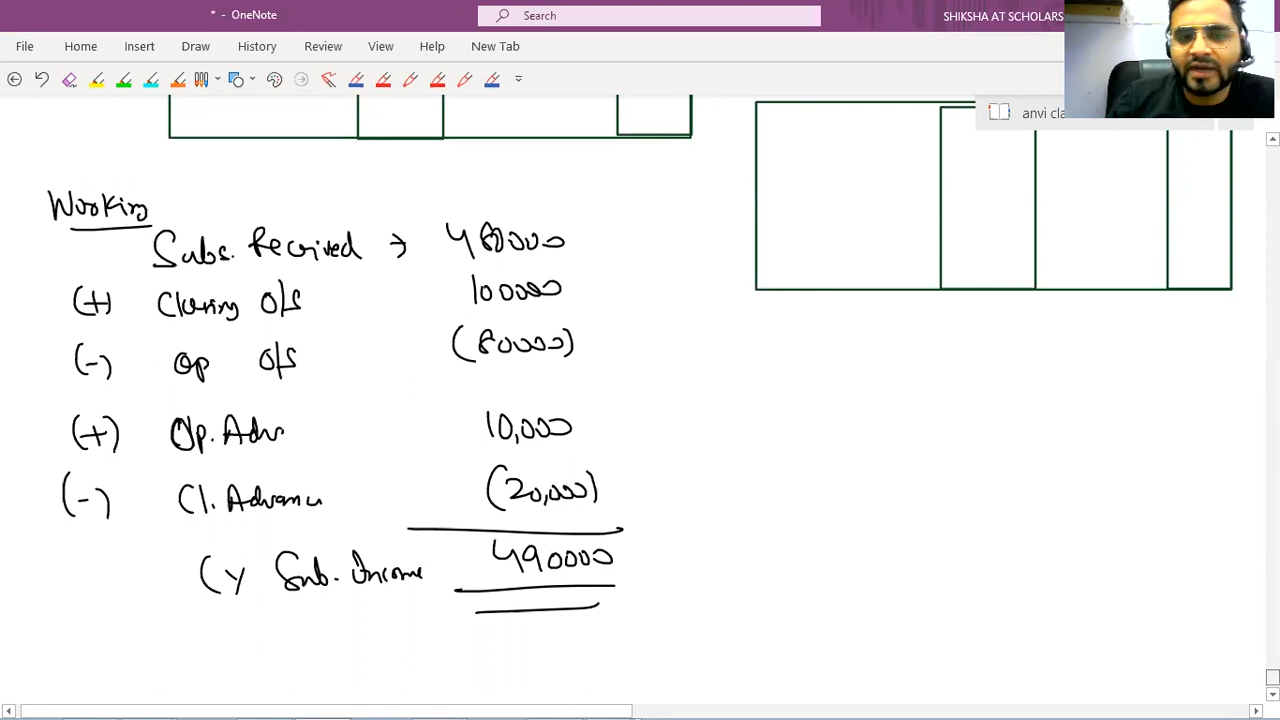 * - OneNote
Search
SHIKSHA AT SCHOLARS
File Home Insert Draw History Review View Help New Tab
anvi cla
Working
Subs. Received → 480000
(+) Closing O/S 100000
(-) Op O/S (80000)
(+) Op. Adv 10,000
(-) Cl. Advance (20,000)
Cy Sub. Income 490000